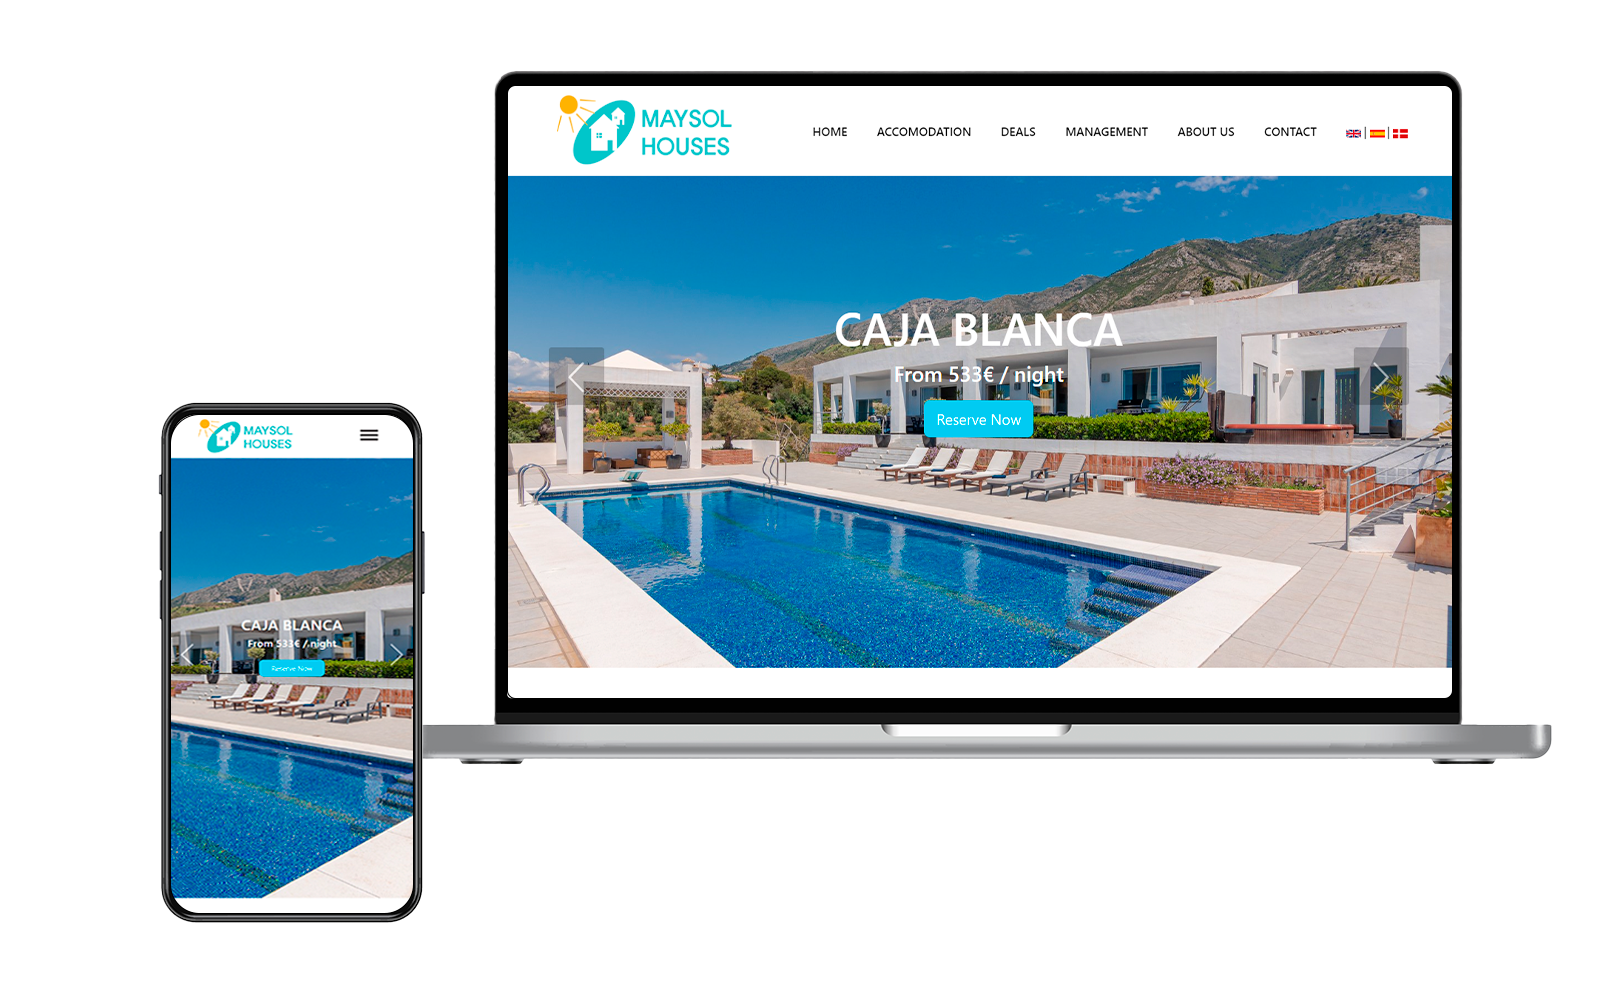 MAYSOL
HOUSES
HOME ACCOMODATION DEALS MANAGEMENT ABOUT US CONTACT
CAJA BLANCA
From 533€ / night
Reserve Now
MAYSOL
HOUSES
CAJA BLANCA
From 533€ / night
Reserve Now